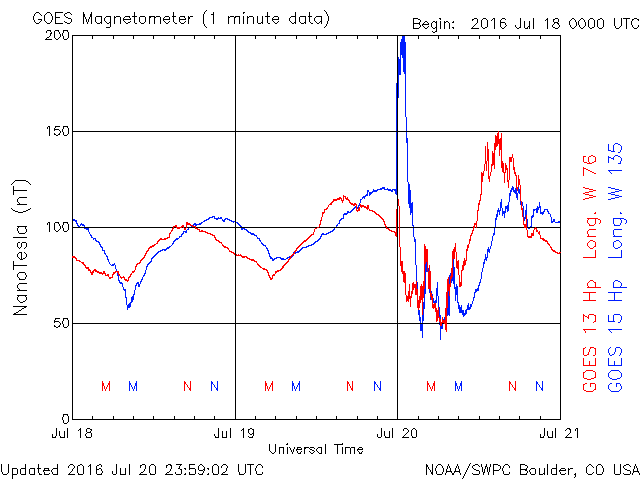 GOES Magnetometer (1 minute data)
Begin: 2016 Jul 18 0000 UTC
200
150
100
50
0
NanoTesla (nT)
M M N N M M N N M M N N
Jul 18 Jul 19 Jul 20 Jul 21
Universal Time
GOES 13 Hp Long. W 76
GOES 15 Hp Long. W 135
Updated 2016 Jul 20 23:59:02 UTC
NOAA/SWPC Boulder, CO USA